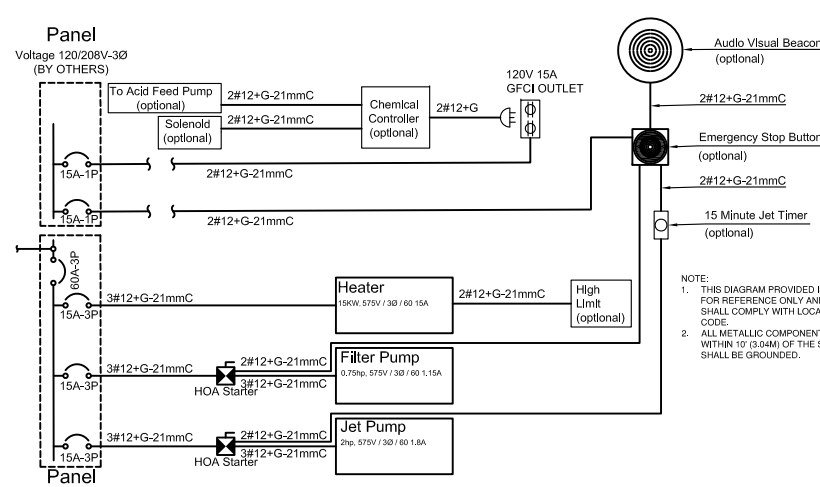 Panel
Voltage 120/208V-3Ø
(BY OTHERS)
To Acid Feed Pump
(optional)
2#12+G-21mmC
Solenoid
(optional)
2#12+G-21mmC
Chemical
Controller
(optional)
2#12+G
120V 15A
GFCI OUTLET
Audio Visual Beacon
(optional)
2#12+G-21mmC
Emergency Stop Button
(optional)
2#12+G-21mmC
15 Minute Jet Timer
(optional)
15A-1P
2#12+G-21mmC
15A-1P
2#12+G-21mmC
60A-3P
15A-3P
3#12+G-21mmC
Heater
15KW, 575V / 3Ø / 60 15A
2#12+G-21mmC
High
Limit
(optional)
NOTE:
1. THIS DIAGRAM PROVIDED I
FOR REFERENCE ONLY AN
SHALL COMPLY WITH LOCA
CODE.
2. ALL METALLIC COMPONENT
WITHIN 10' (3.04M) OF THE S
SHALL BE GROUNDED.
15A-3P
3#12+G-21mmC
HOA Starter
2#12+G-21mmC
3#12+G-21mmC
Filter Pump
0.75hp, 575V / 3Ø / 60 1.15A
15A-3P
3#12+G-21mmC
HOA Starter
2#12+G-21mmC
3#12+G-21mmC
Jet Pump
2hp, 575V / 3Ø / 60 1.8A
Panel